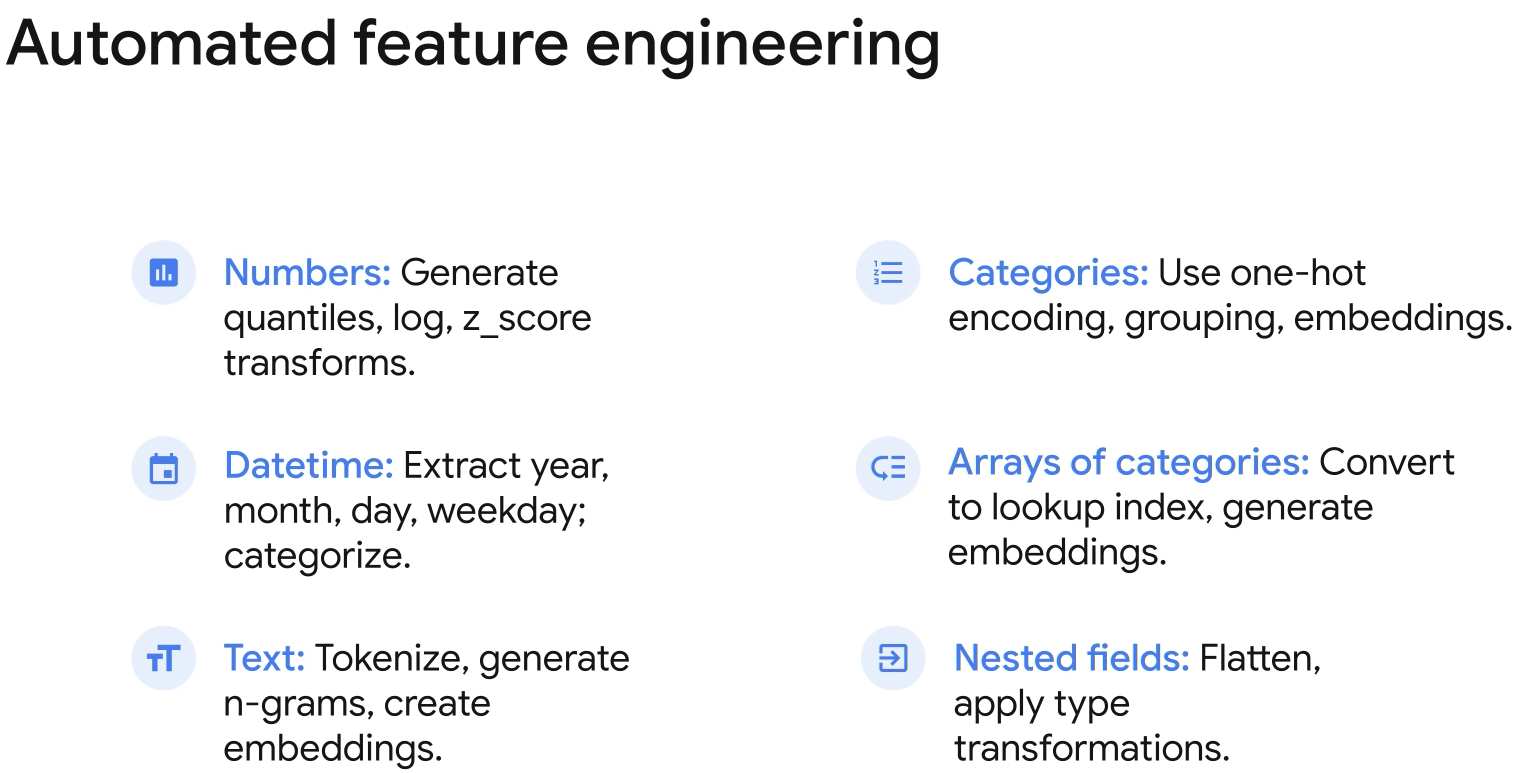 Automated feature engineering
Numbers: Generate
quantiles, log, z_score
transforms.
Datetime: Extract year,
month, day, weekday;
categorize.
Text: Tokenize, generate
n-grams, create
embeddings.
Categories: Use one-hot
encoding, grouping, embeddings.
Arrays of categories: Convert
to lookup index, generate
embeddings.
Nested fields: Flatten,
apply type
transformations.